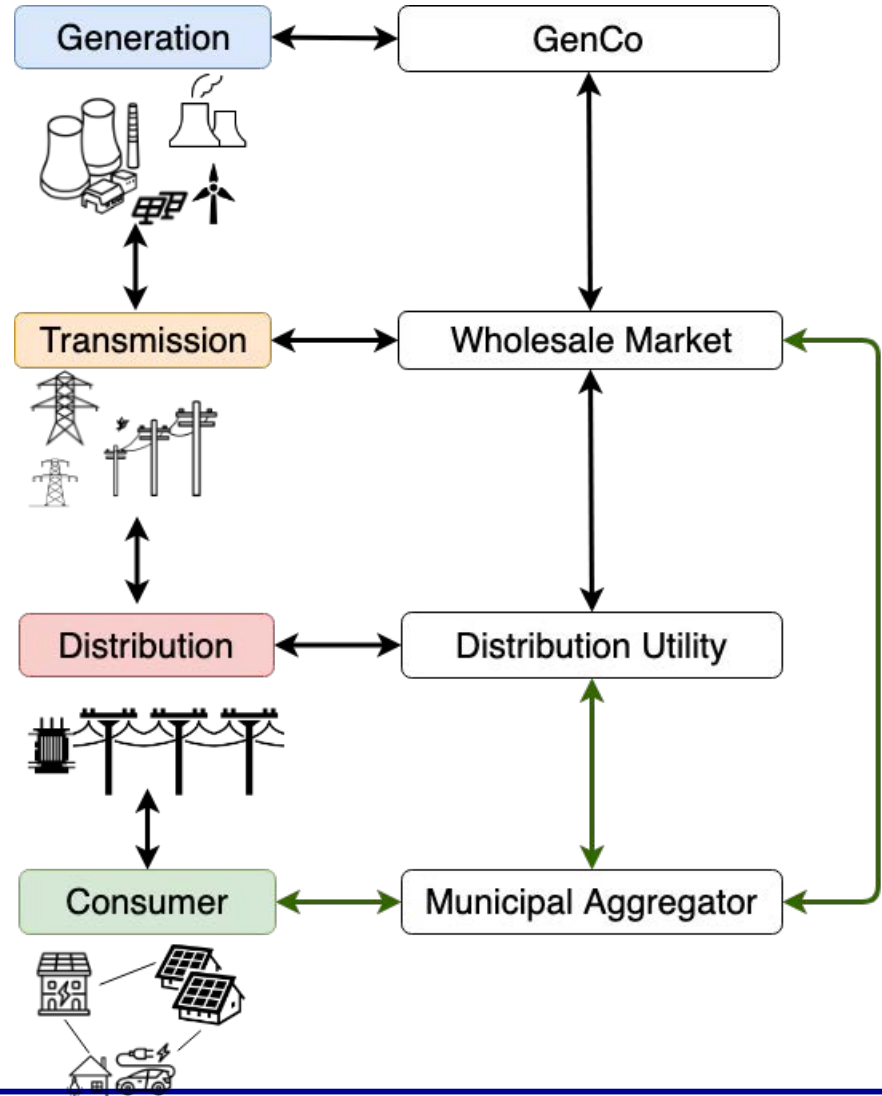 Generation
GenCo
Transmission
Wholesale Market
Distribution
Distribution Utility
Consumer
Municipal Aggregator